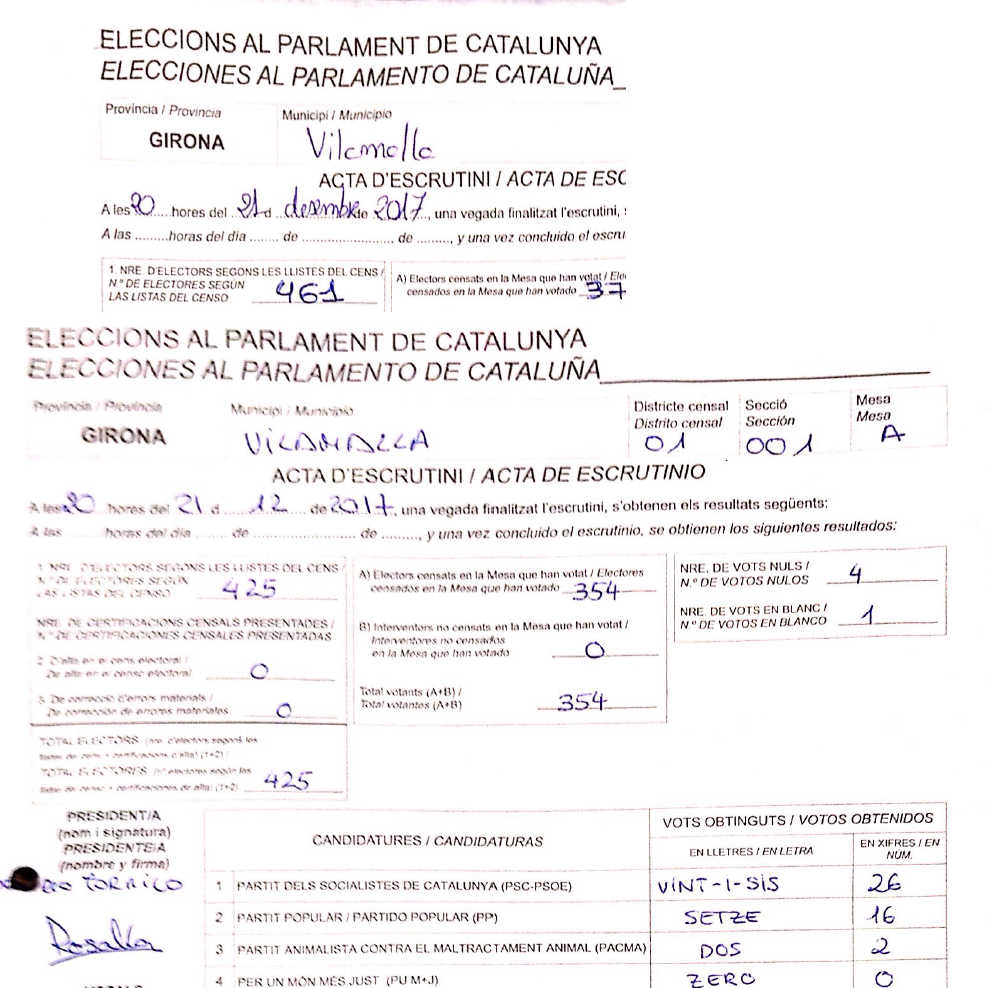 ELECCIONS AL PARLAMENT DE CATALUNYA
ELECCIONES AL PARLAMENTO DE CATALUÑA
Província / Provincia
Municipi / Municipio
GIRONA
Vilamalla
ACTA D'ESCRUTINI / ACTA DE ESC
A les 20 hores del 21 d desembre de 2017, una vegada finalitzat l'escrutini,
A las ......... horas del día ........ de ........................ de ........., y una vez concluido el escru
1. NRE. D'ELECTORS SEGONS LES LLISTES DEL CENS /
N.º DE ELECTORES SEGÚN
LAS LISTAS DEL CENSO 461
A) Electors censats en la Mesa que han votat / Ele
censados en la Mesa que han votado 37
ELECCIONS AL PARLAMENT DE CATALUNYA
ELECCIONES AL PARLAMENTO DE CATALUÑA
Província / Provincia
GIRONA
Municipi / Municipio
VILAMALLA
Districte censal
Distrito censal
01
Secció
Sección
001
Mesa
Mesa
A
ACTA D'ESCRUTINI / ACTA DE ESCRUTINIO
A les 20 hores del 21 d 12 de 2017, una vegada finalitzat l'escrutini, s'obtenen els resultats següents:
A las ......... horas del día ........ de ........................ de ........., y una vez concluido el escrutinio, se obtienen los siguientes resultados:
1. NRE. D'ELECTORS SEGONS LES LLISTES DEL CENS /
N.º DE ELECTORES SEGÚN
LAS LISTAS DEL CENSO 425
NRE. DE CERTIFICACIONS CENSALS PRESENTADES /
N.º DE CERTIFICACIONES CENSALES PRESENTADAS
2. D'alta en el cens electoral /
De alta en el censo electoral 0
3. De correcció d'errors materials /
De corrección de errores materiales 0
TOTAL ELECTORS (nre. d'electors segons les
llistes de cens + certificacions d'alta) (1+2) /
TOTAL ELECTORES (n.º electores según las
listas de censo + certificaciones de alta) (1+2) 425
A) Electors censats en la Mesa que han votat / Electores
censados en la Mesa que han votado 354
B) Interventors no censats en la Mesa que han votat /
Interventores no censados
en la Mesa que han votado 0
Total votants (A+B) /
Total votantes (A+B) 354
NRE. DE VOTS NULS /
N.º DE VOTOS NULOS 4
NRE. DE VOTS EN BLANC /
N.º DE VOTOS EN BLANCO 1
PRESIDENT/A
(nom i signatura)
PRESIDENTE/A
(nombre y firma)
TORRICO
Rosalía
CANDIDATURES / CANDIDATURAS
VOTS OBTINGUTS / VOTOS OBTENIDOS
EN LLETRES / EN LETRA
EN XIFRES / EN NÚM.
1 PARTIT DELS SOCIALISTES DE CATALUNYA (PSC-PSOE) VINT-I-SIS 26
2 PARTIT POPULAR / PARTIDO POPULAR (PP) SETZE 16
3 PARTIT ANIMALISTA CONTRA EL MALTRACTAMENT ANIMAL (PACMA) DOS 2
4 PER UN MÓN MÉS JUST (PU M+J) ZERO 0